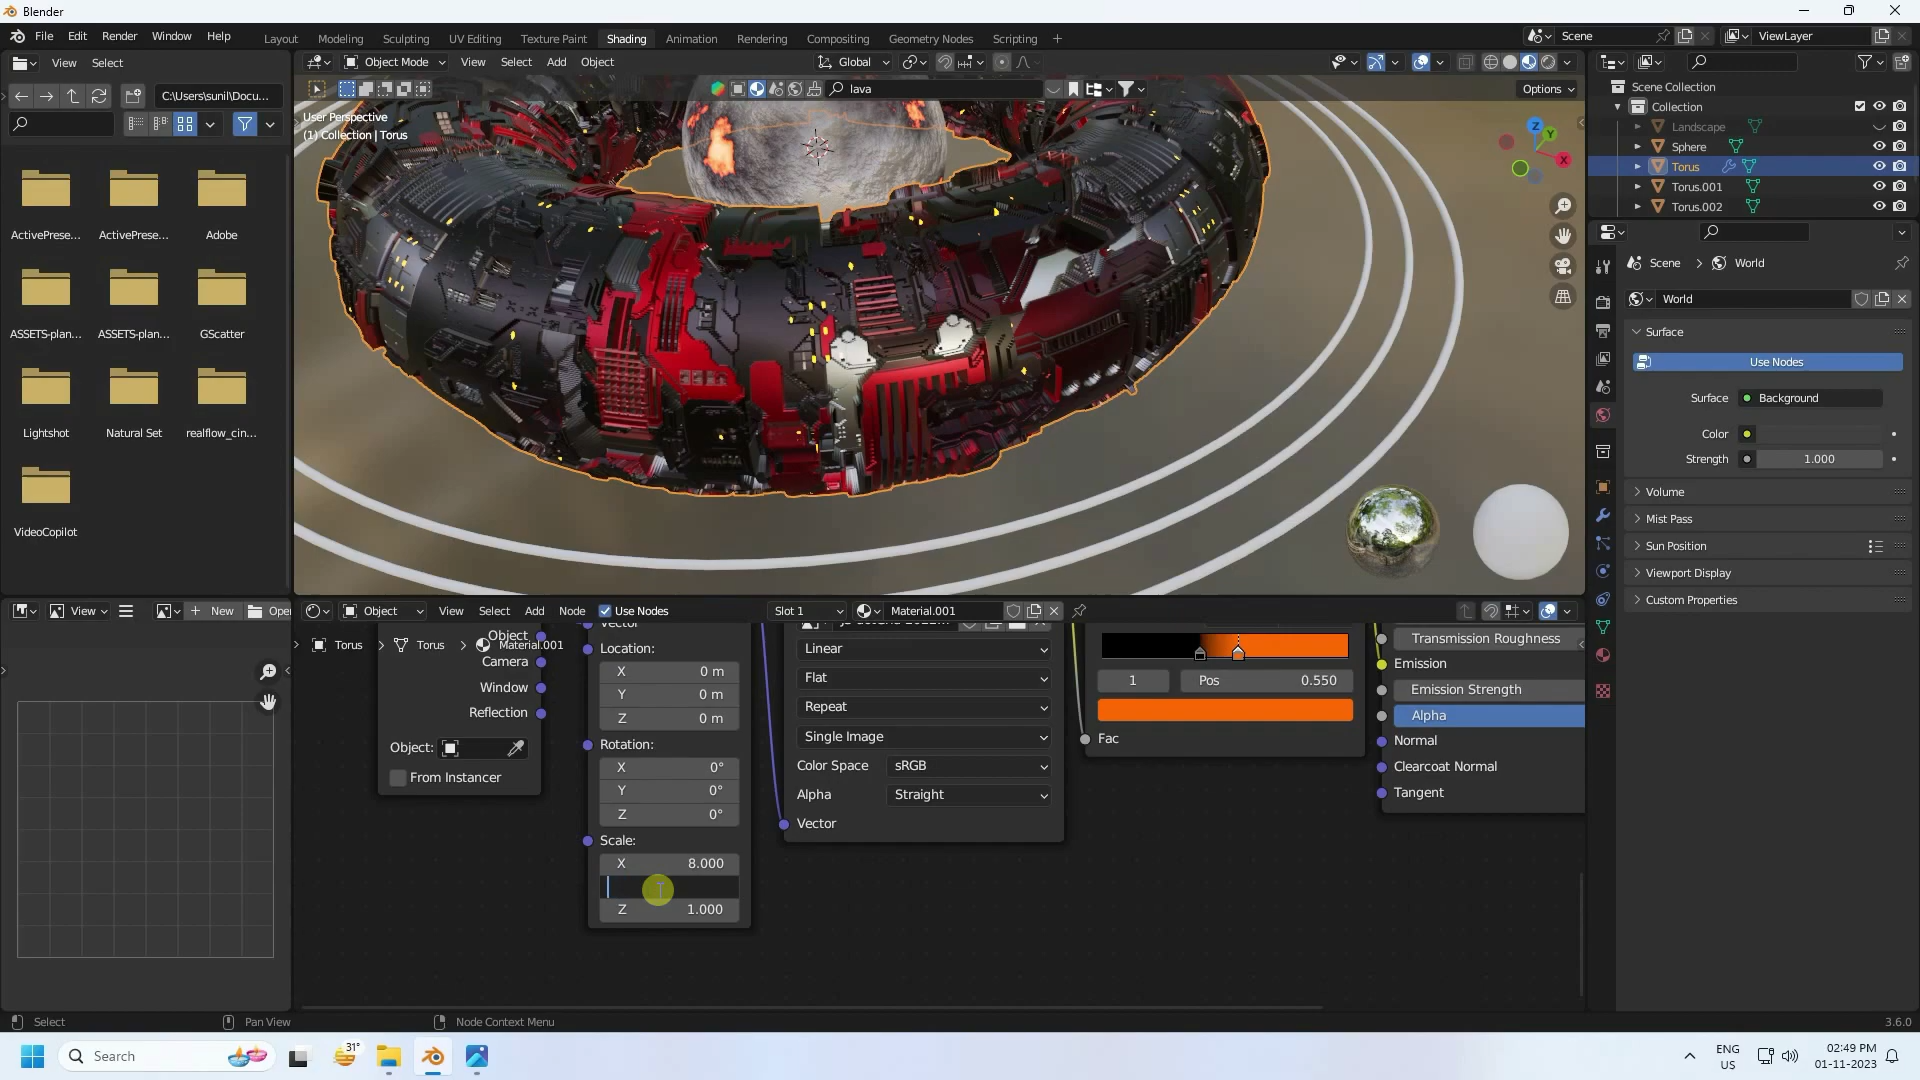 Blender
File Edit Render Window Help
Layout Modeling Sculpting UV Editing Texture Paint Shading Animation Rendering Compositing Geometry Nodes Scripting +
Scene
ViewLayer
View Select
Object Mode View Select Add Object
Global
C:\Users\sunil\Docu...
lava
Options
User Perspective
(1) Collection | Torus
Z
Y
X
Scene Collection
Collection
Landscape
Sphere
Torus
Torus.001
Torus.002
ActivePrese...
ActivePrese...
Adobe
ASSETS-plan...
ASSETS-plan...
GScatter
Lightshot
Natural Set
realflow_cin...
VideoCopilot
Scene > World
World
Surface
Use Nodes
Surface Background
Color
Strength 1.000
Volume
Mist Pass
Sun Position
Viewport Display
Custom Properties
View
New
Open
Object View Select Add Node Use Nodes
Slot 1
Material.001
Torus > Torus > Material.001
Object
Camera
Window
Reflection
Object:
From Instancer
Vector
Location:
X 0 m
Y 0 m
Z 0 m
Rotation:
X 0°
Y 0°
Z 0°
Scale:
X 8.000
Z 1.000
Linear
Flat
Repeat
Single Image
Color Space sRGB
Alpha Straight
Vector
1
Pos 0.550
Fac
Transmission Roughness
Emission
Emission Strength
Alpha
Normal
Clearcoat Normal
Tangent
Select
Pan View
Node Context Menu
3.6.0
Search
31°
ENG
US
02:49 PM
01-11-2023